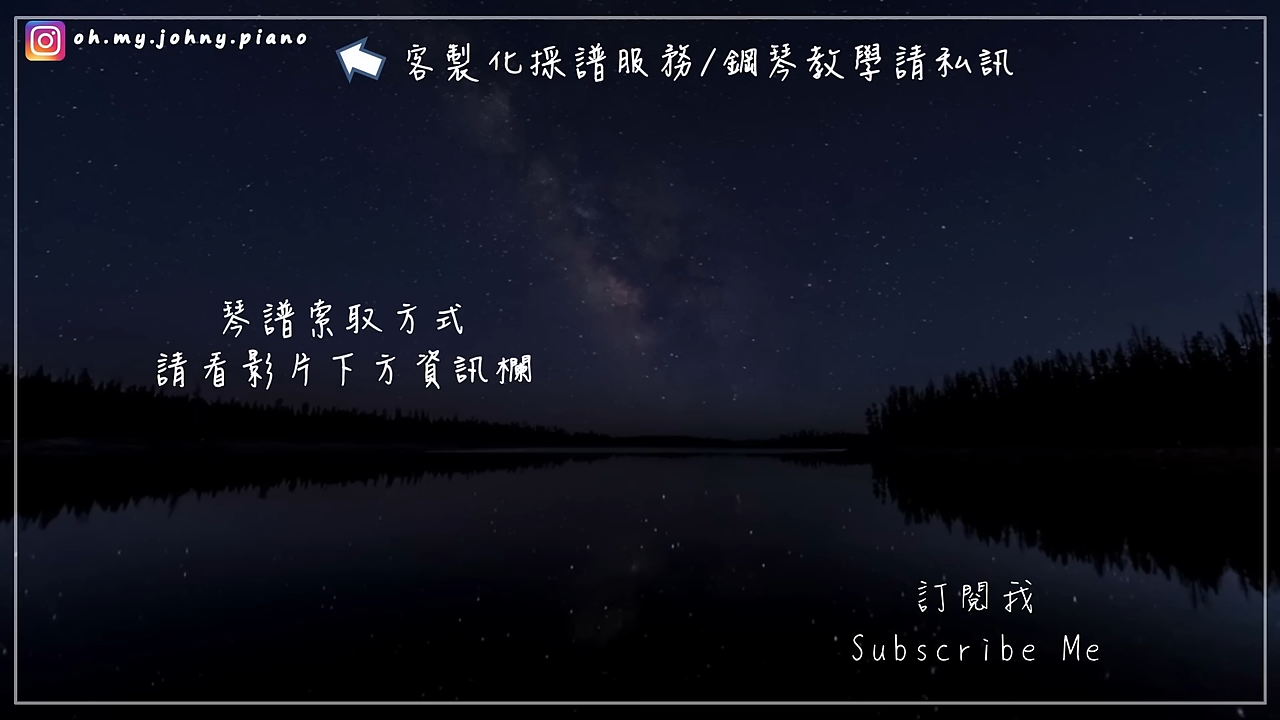 oh.my.johny.piano
客製化採譜服務/鋼琴教學請私訊
琴譜索取方式
請看影片下方資訊欄
訂閱我
Subscribe Me